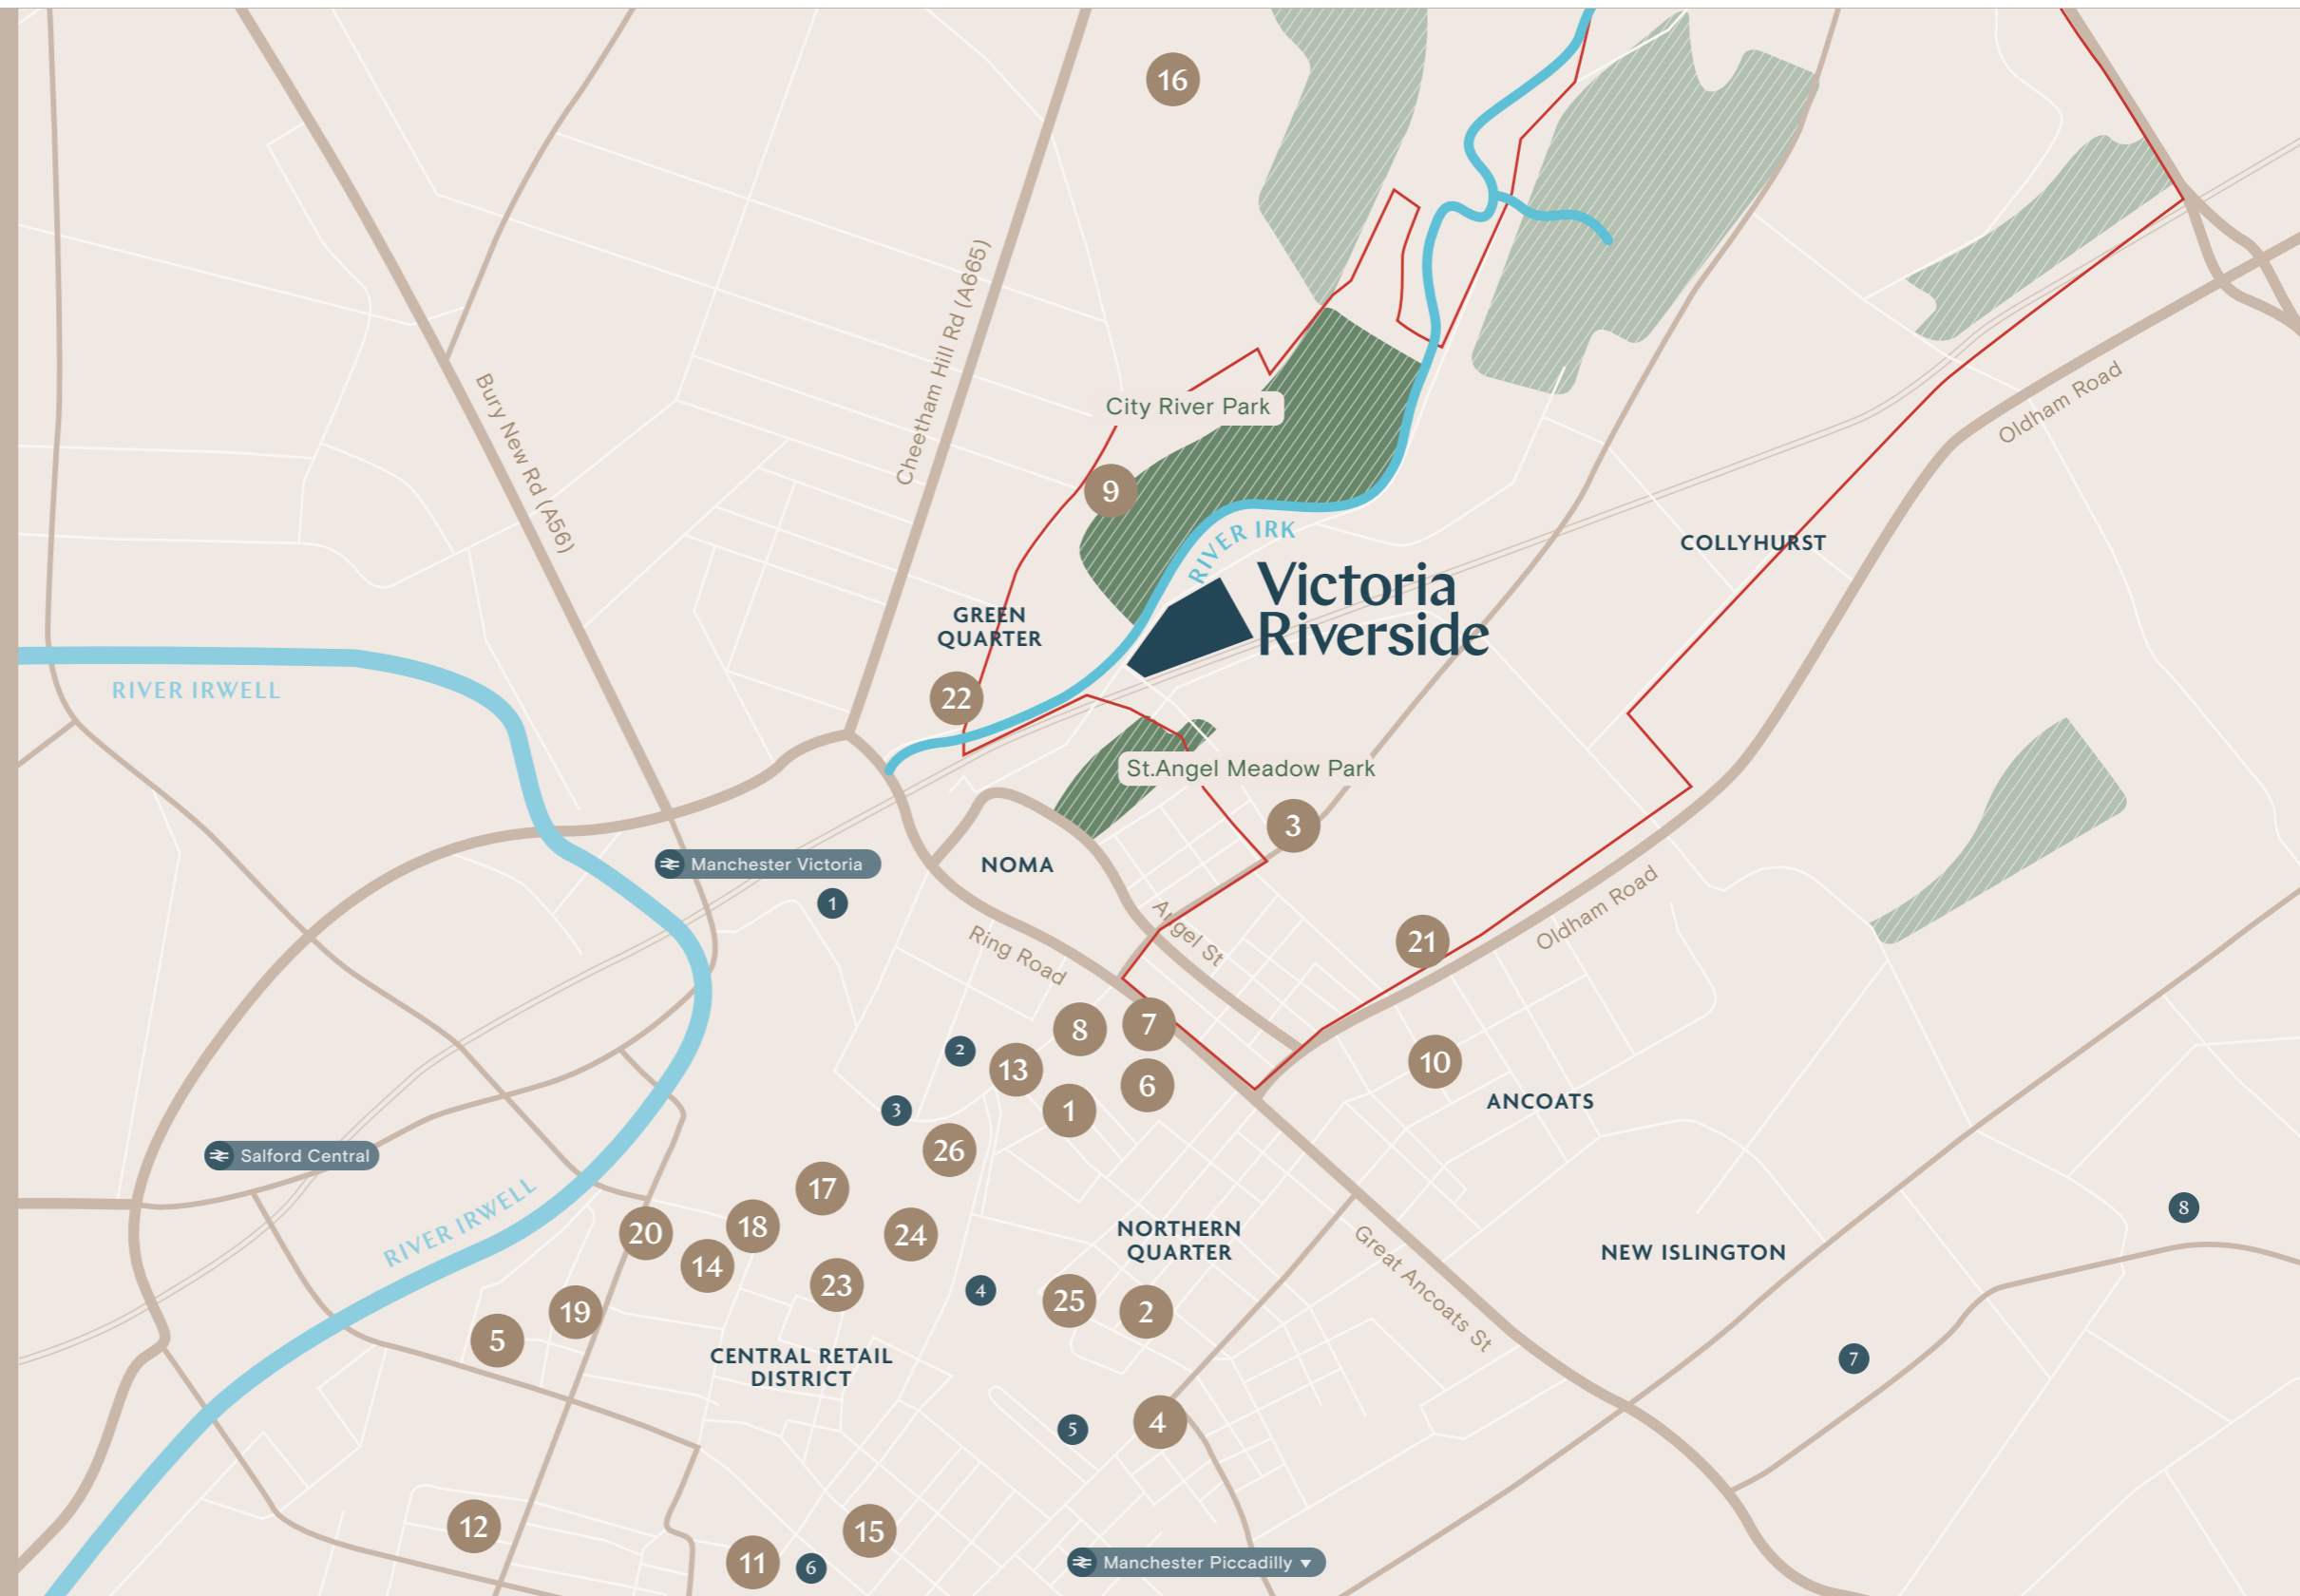 16
Cheetham Hill Rd (A665)
Bury New Rd (A56)
City River Park
9
Oldham Road
RIVER IRK
COLLYHURST
Victoria
Riverside
GREEN
QUARTER
RIVER IRWELL
22
St.Angel Meadow Park
3
Manchester Victoria
NOMA
1
Angel St
Ring Road
21
Oldham Road
8
7
2
13
6
10
3
1
ANCOATS
26
Salford Central
17
RIVER IRWELL
20
18
24
NORTHERN
QUARTER
14
23
4
25
2
Great Ancoats St
NEW ISLINGTON
8
19
5
CENTRAL RETAIL
DISTRICT
7
5
4
12
15
11
6
Manchester Piccadilly ▼